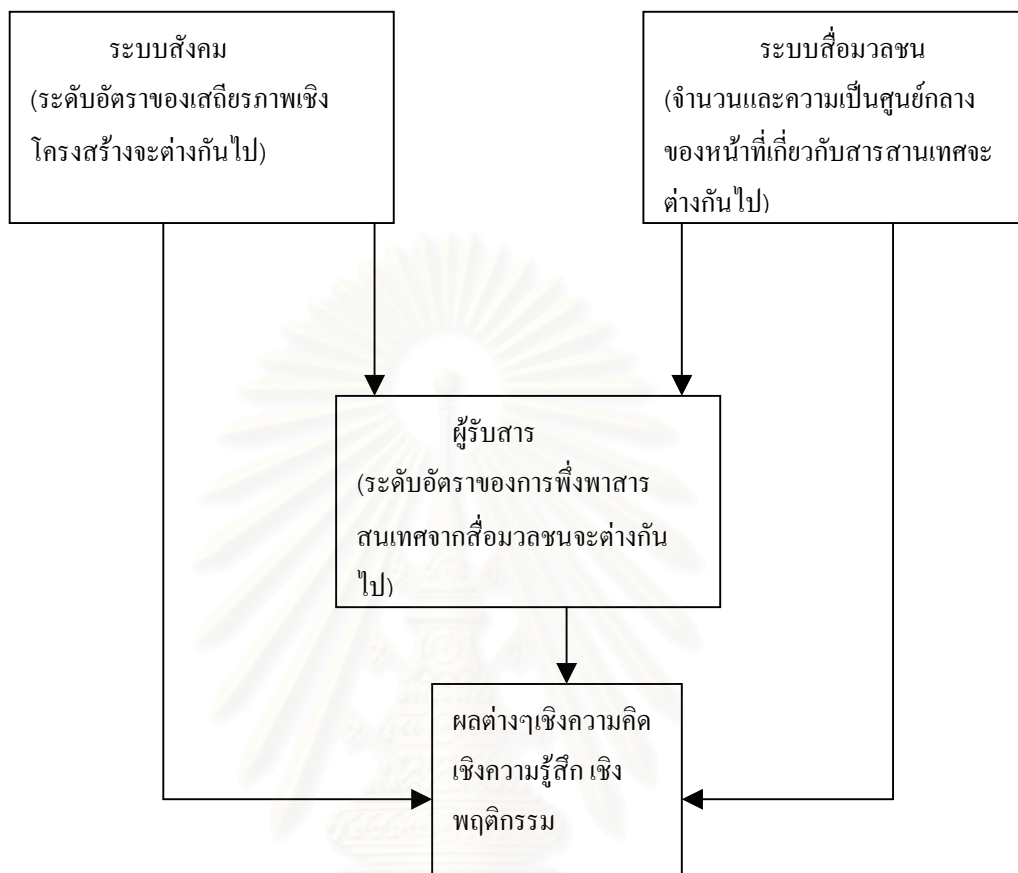 ระบบสังคม
(ระดับอัตราของเสถียรภาพเชิง
โครงสร้างจะต่างกันไป)
ระบบสื่อมวลชน
(จำนวนและความเป็นศูนย์กลาง
ของหน้าที่เกี่ยวกับสารสานเทศจะ
ต่างกันไป)
ผู้รับสาร
(ระดับอัตราของการพึ่งพาสาร
สนเทศจากสื่อมวลชนจะต่างกัน
ไป)
ผลต่างๆเชิงความคิด
เชิงความรู้สึก เชิง
พฤติกรรม